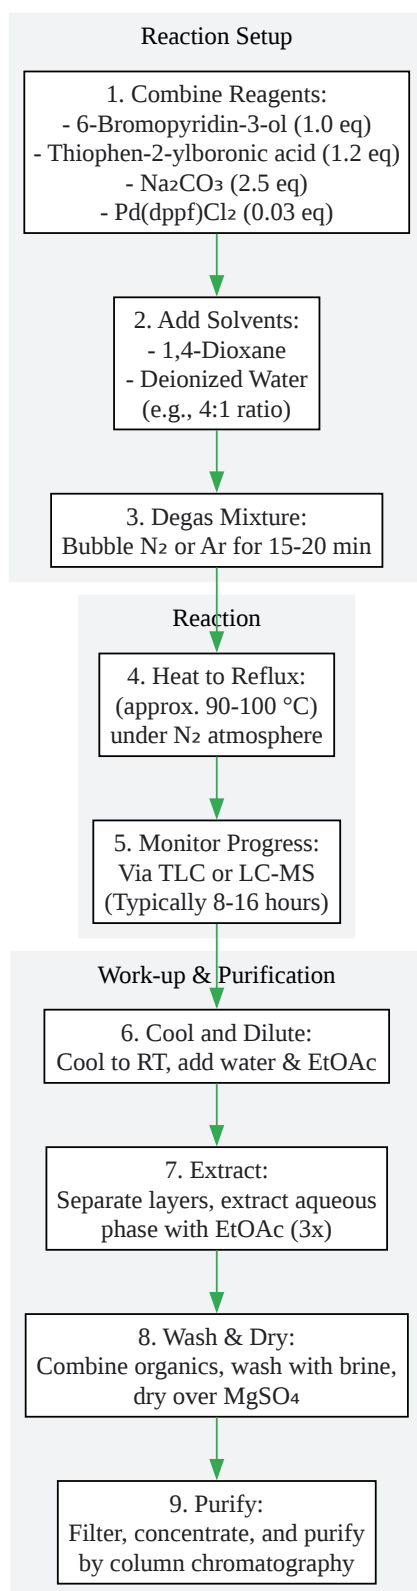 Reaction Setup
1. Combine Reagents:
- 6-Bromopyridin-3-ol (1.0 eq)
- Thiophen-2-ylboronic acid (1.2 eq)
- Na₂CO₃ (2.5 eq)
- Pd(dppf)Cl₂ (0.03 eq)
2. Add Solvents:
- 1,4-Dioxane
- Deionized Water
(e.g., 4:1 ratio)
3. Degas Mixture:
Bubble N₂ or Ar for 15-20 min
Reaction
4. Heat to Reflux:
(approx. 90-100 °C)
under N₂ atmosphere
5. Monitor Progress:
Via TLC or LC-MS
(Typically 8-16 hours)
Work-up & Purification
6. Cool and Dilute:
Cool to RT, add water & EtOAc
7. Extract:
Separate layers, extract aqueous
phase with EtOAc (3x)
8. Wash & Dry:
Combine organics, wash with brine,
dry over MgSO₄
9. Purify:
Filter, concentrate, and purify
by column chromatography